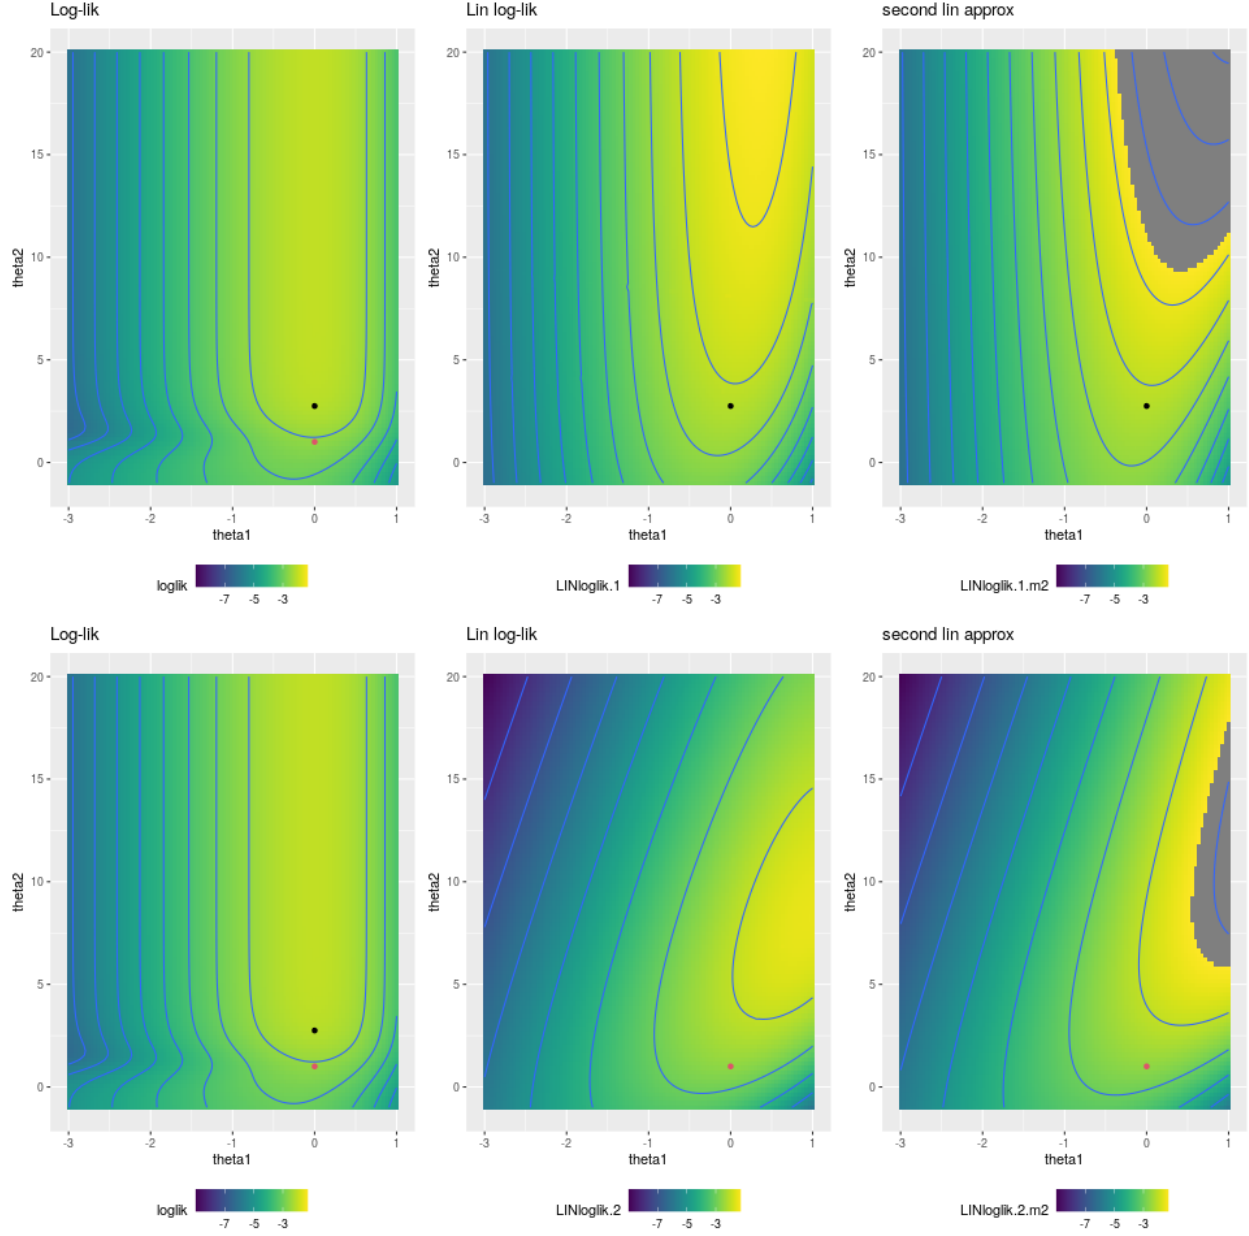 Log-lik
Lin log-lik
second lin approx
20
15
10
5
0
theta2
-3
-2
-1
0
1
theta1
20
15
10
5
0
theta2
-3
-2
-1
0
1
theta1
20
15
10
5
0
theta2
-3
-2
-1
0
1
theta1
loglik
-7 -5 -3
LINloglik.1
-7 -5 -3
LINloglik.1.m2
-7 -5 -3
Log-lik
Lin log-lik
second lin approx
20
15
10
5
0
theta2
-3
-2
-1
0
1
theta1
20
15
10
5
0
theta2
-3
-2
-1
0
1
theta1
20
15
10
5
0
theta2
-3
-2
-1
0
1
theta1
loglik
-7 -5 -3
LINloglik.2
-7 -5 -3
LINloglik.2.m2
-7 -5 -3